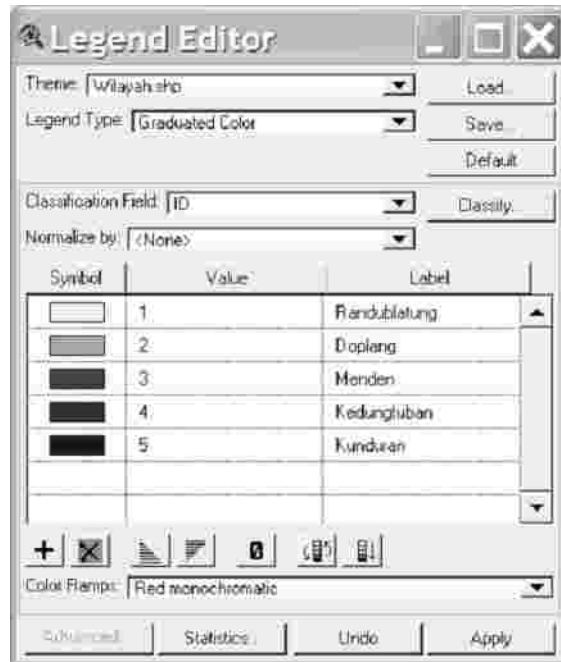 Legend Editor
Theme: Wilayah.shp
Load...
Legend Type: Graduated Color
Save...
Default
Classification Field: ID
Classify...
Normalize by: <None>
Symbol Value Label
1 Randublatung
2 Doplang
3 Menden
4 Kedungtuban
5 Kunduran
Color Ramps: Red monochromatic
Advanced... Statistics... Undo Apply